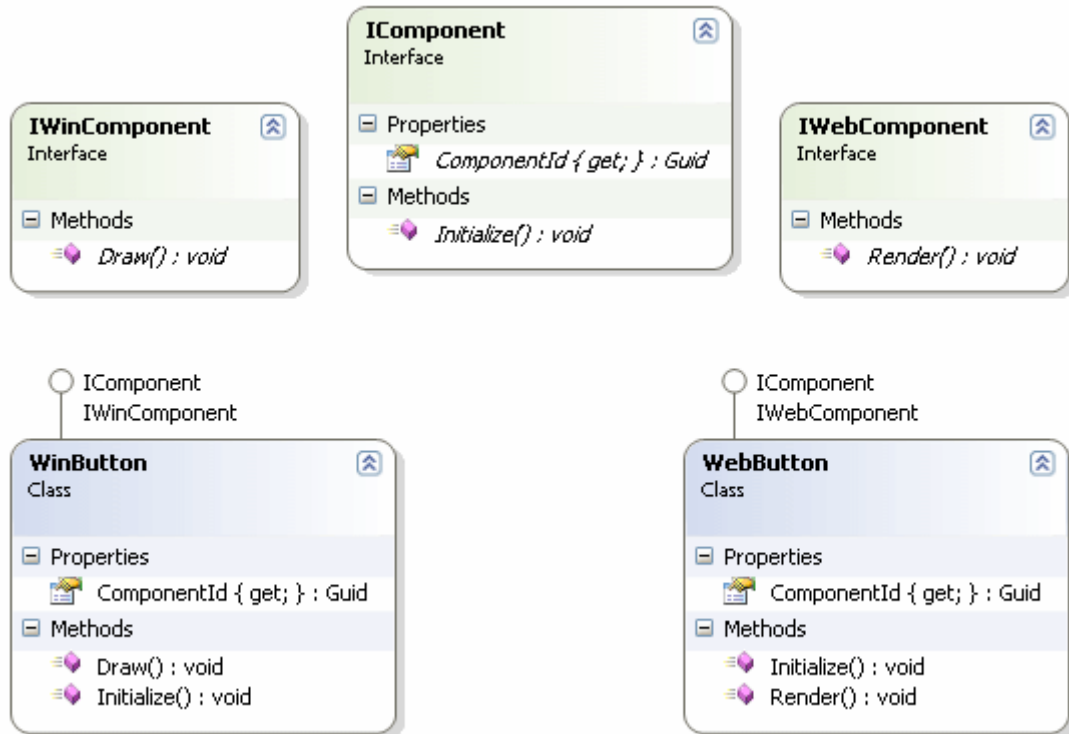 IComponent
Interface
Properties
ComponentId { get; } : Guid
Methods
Initialize() : void
IWinComponent
Interface
Methods
Draw() : void
IWebComponent
Interface
Methods
Render() : void
IComponent
IWinComponent
WinButton
Class
Properties
ComponentId { get; } : Guid
Methods
Draw() : void
Initialize() : void
IComponent
IWebComponent
WebButton
Class
Properties
ComponentId { get; } : Guid
Methods
Initialize() : void
Render() : void